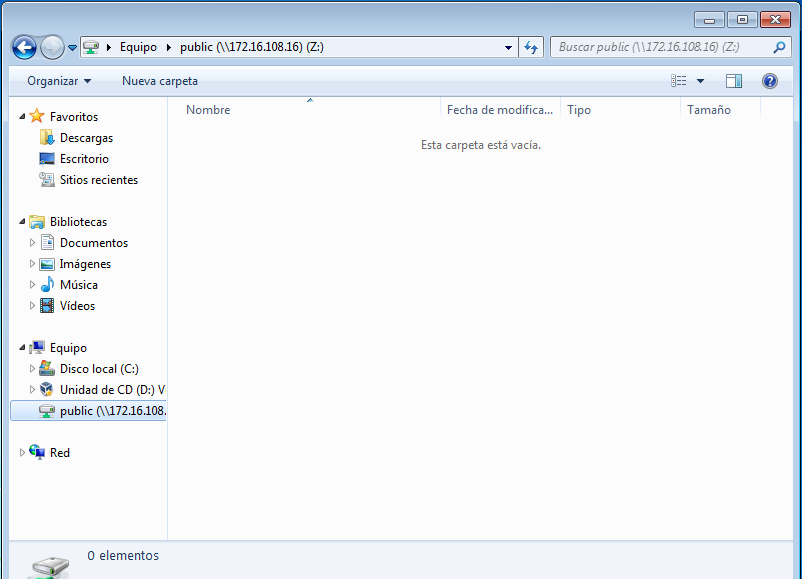 Equipo public (\\172.16.108.16) (Z:) Buscar public (\\172.16.108.16) (Z:)
Organizar Nueva carpeta
Nombre Fecha de modifica... Tipo Tamaño
Esta carpeta está vacía.
Favoritos
Descargas
Escritorio
Sitios recientes
Bibliotecas
Documentos
Imágenes
Música
Vídeos
Equipo
Disco local (C:)
Unidad de CD (D:) V
public (\\172.16.108.
Red
0 elementos